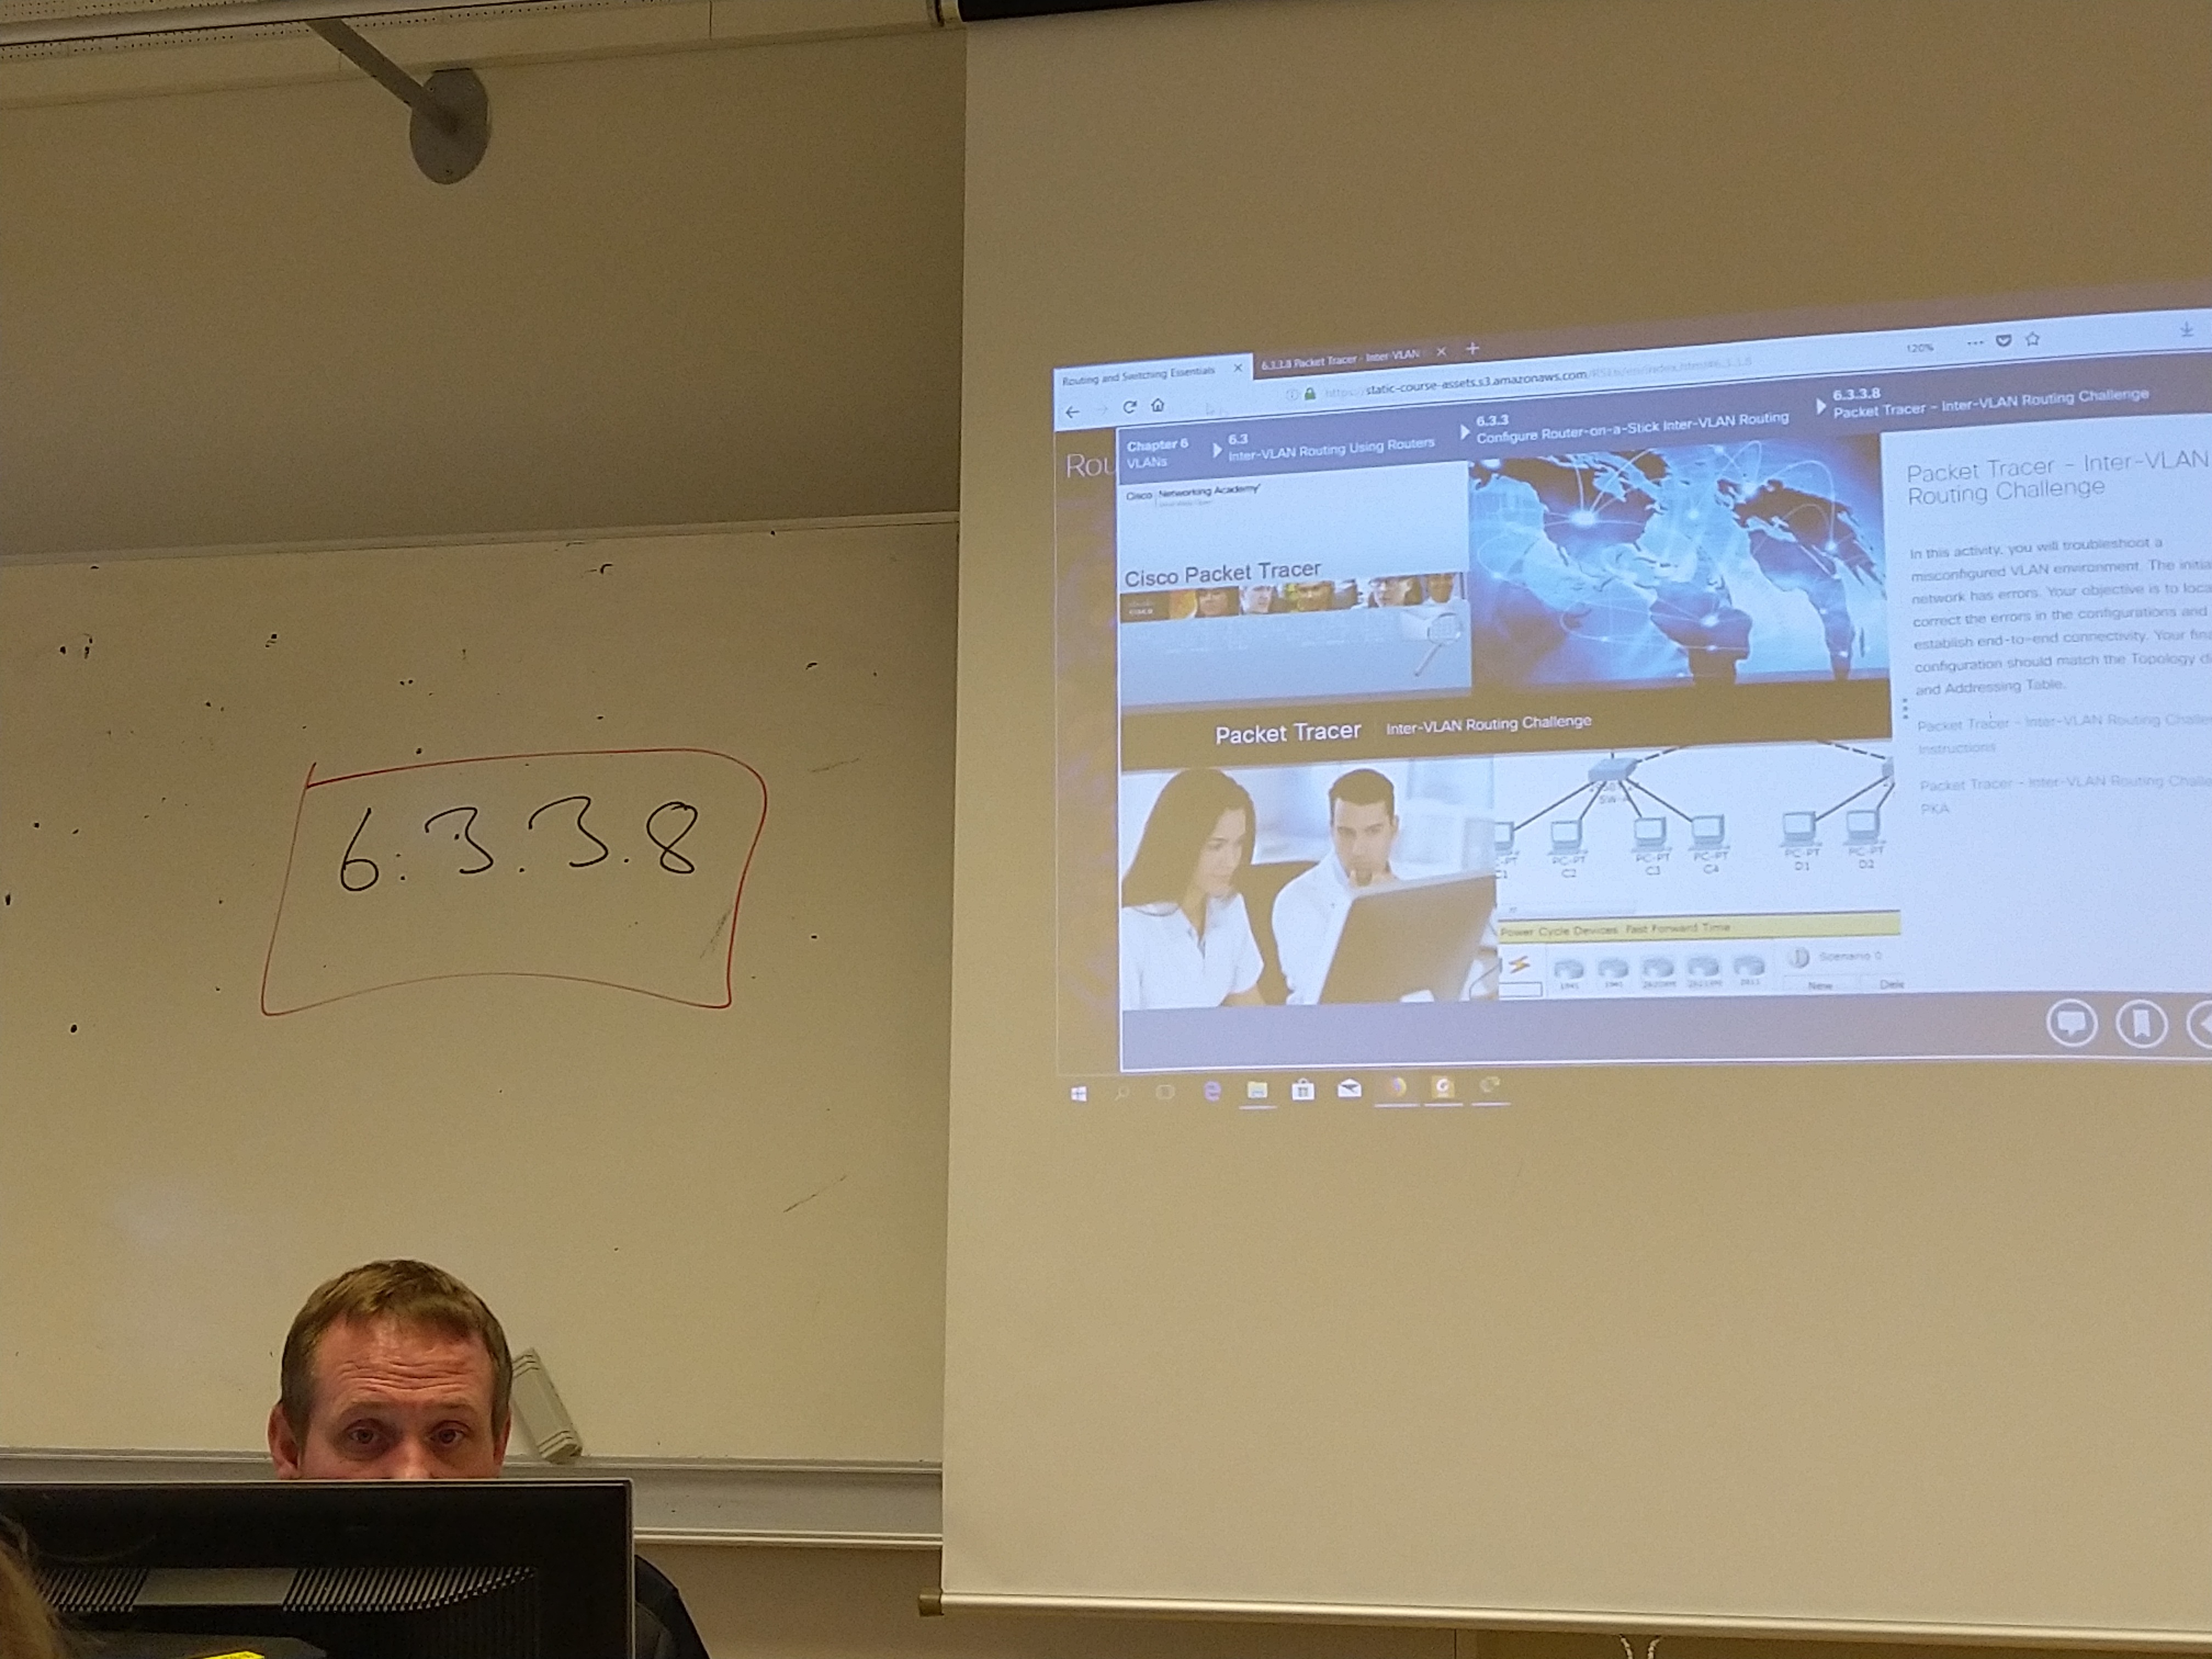 6:3.3.8
Routing and Switching Essentials
6.3.3.8 Packet Tracer - Inter-VLAN
static-course-assets.s3.amazonaws.com
120%
Rou
Chapter 6
VLANs
6.3
Inter-VLAN Routing Using Routers
6.3.3
Configure Router-on-a-Stick Inter-VLAN Routing
6.3.3.8
Packet Tracer – Inter-VLAN Routing Challenge
Cisco Networking Academy
Cisco Packet Tracer
Packet Tracer Inter-VLAN Routing Challenge
SW-A
PC-PT
C2
PC-PT
C3
PC-PT
C4
PC-PT
D1
PC-PT
D2
Power Cycle Devices Fast Forward Time
Scenario 0
New
Dele
Packet Tracer – Inter-VLAN
Routing Challenge
In this activity, you will troubleshoot a
misconfigured VLAN environment. The initia
network has errors. Your objective is to loca
correct the errors in the configurations and
establish end-to-end connectivity. Your fina
configuration should match the Topology di
and Addressing Table.
Packet Tracer – Inter-VLAN Routing Challe
Instructions
Packet Tracer – Inter-VLAN Routing Challe
PKA